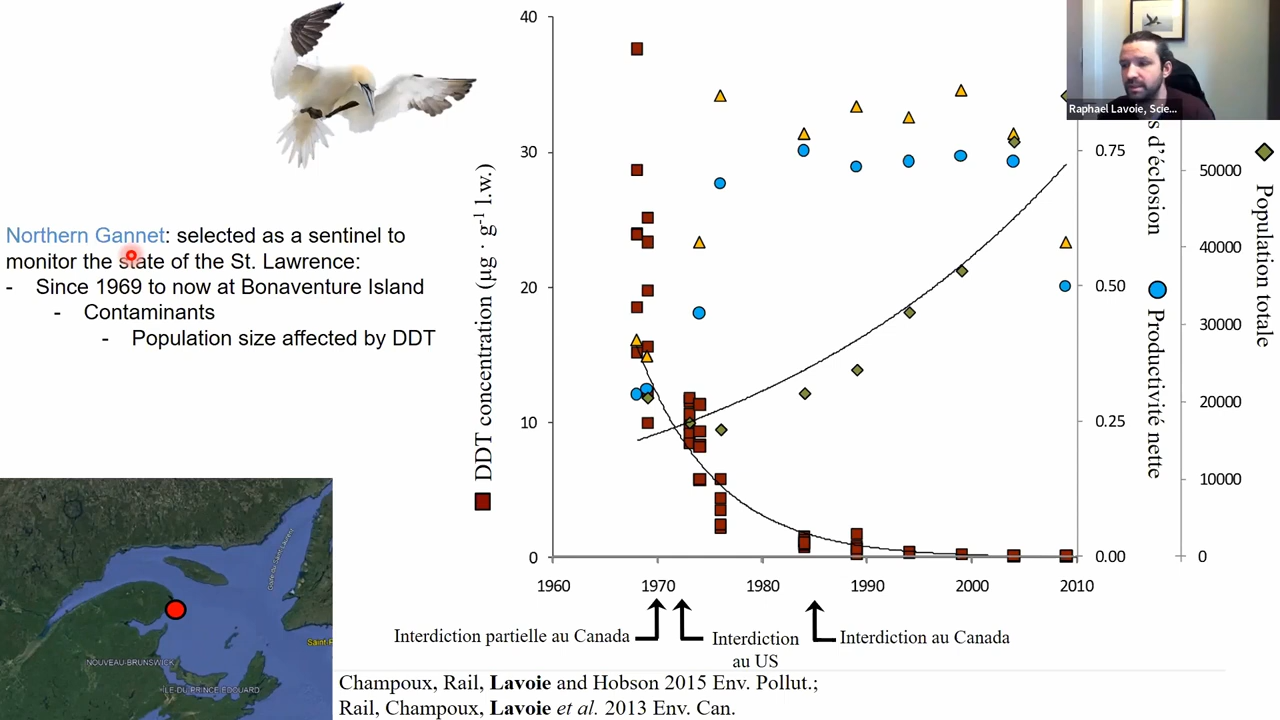 Northern Gannet: selected as a sentinel to
monitor the state of the St. Lawrence:
- Since 1969 to now at Bonaventure Island
- Contaminants
- Population size affected by DDT
DDT concentration (µg · g-1 l.w.)
40
30
20
10
0
1960
1970
1980
1990
2000
2010
0.75
0.50
0.25
0.00
d'éclosion
Productivité nette
50000
40000
30000
20000
10000
0
Population totale
Raphael Lavoie, Scie...
Interdiction partielle au Canada
Interdiction
au US
Interdiction au Canada
Golfe du Saint-Laurent
NOUVEAU-BRUNSWICK
ÎLE-DU-PRINCE-ÉDOUARD
Champoux, Rail, Lavoie and Hobson 2015 Env. Pollut.;
Rail, Champoux, Lavoie et al. 2013 Env. Can.